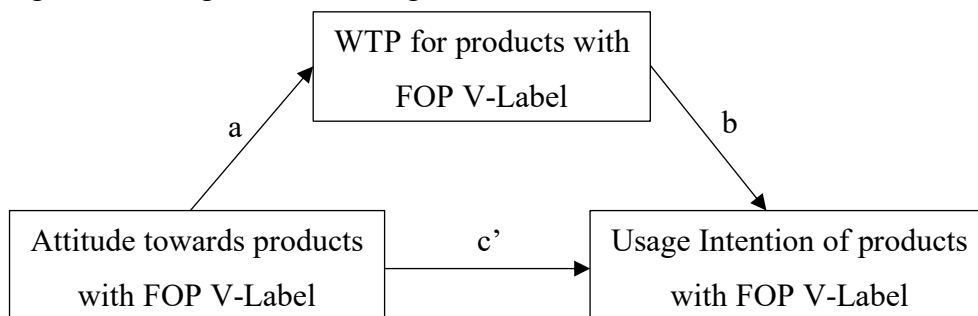 WTP for products with
FOP V-Label
a
b
Attitude towards products
with FOP V-Label
c’
Usage Intention of products
with FOP V-Label